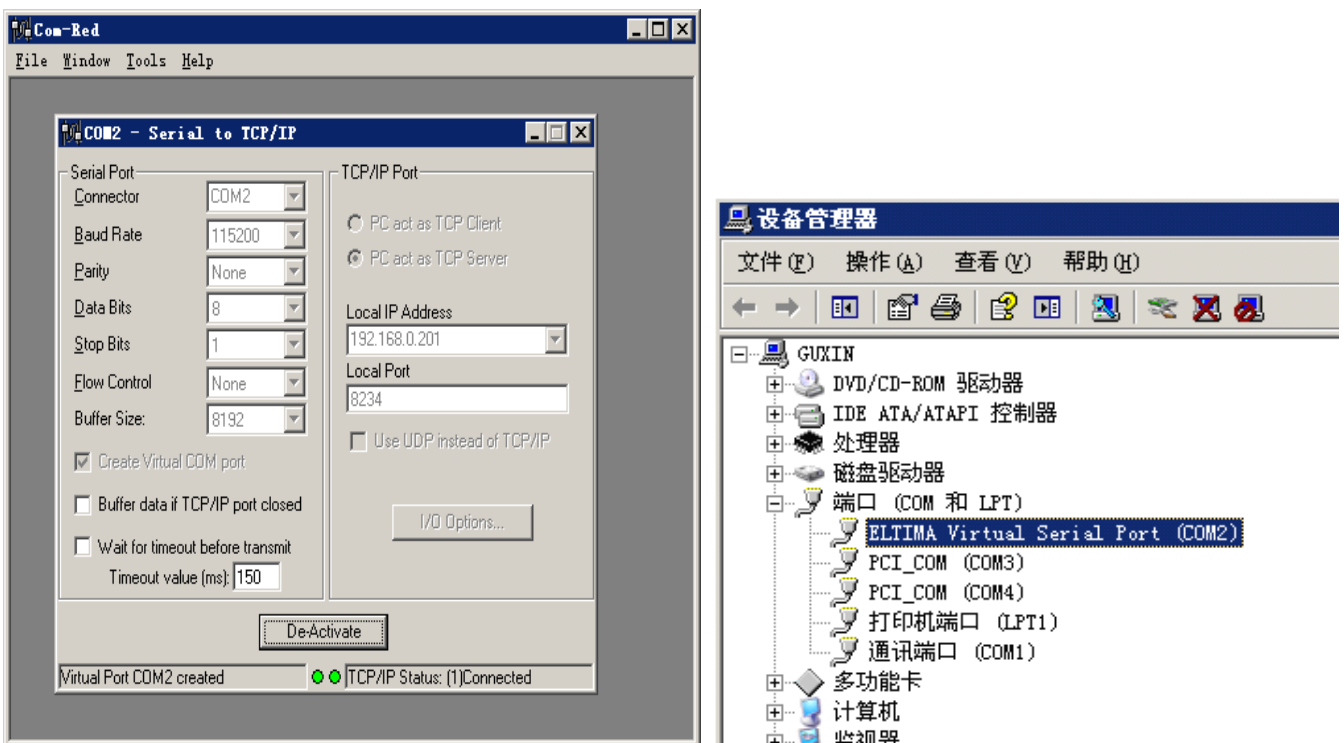 Com-Red
File Window Tools Help
COM2 - Serial to TCP/IP
Serial Port
Connector COM2
Baud Rate 115200
Parity None
Data Bits 8
Stop Bits 1
Flow Control None
Buffer Size: 8192
Create Virtual COM port
Buffer data if TCP/IP port closed
Wait for timeout before transmit
Timeout value (ms): 150
TCP/IP Port
PC act as TCP Client
PC act as TCP Server
Local IP Address
192.168.0.201
Local Port
8234
Use UDP instead of TCP/IP
I/O Options...
De-Activate
Virtual Port COM2 created
TCP/IP Status: (1)Connected
设备管理器
文件(F) 操作(A) 查看(V) 帮助(H)
GUXIN
DVD/CD-ROM 驱动器
IDE ATA/ATAPI 控制器
处理器
磁盘驱动器
端口 (COM 和 LPT)
ELTIMA Virtual Serial Port (COM2)
PCI_COM (COM3)
PCI_COM (COM4)
打印机端口 (LPT1)
通讯端口 (COM1)
多功能卡
计算机
监视器